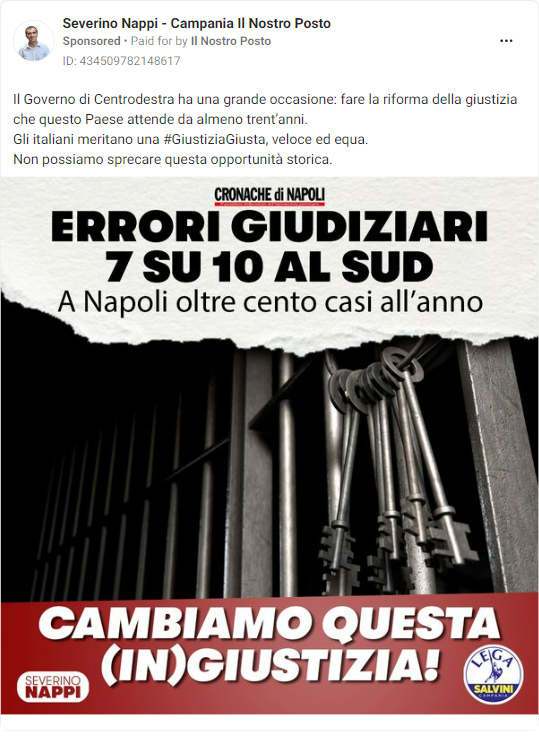 Severino Nappi - Campania Il Nostro Posto
Sponsored • Paid for by Il Nostro Posto
ID: 434509782148617
Il Governo di Centrodestra ha una grande occasione: fare la riforma della giustizia
che questo Paese attende da almeno trent'anni.
Gli italiani meritano una #GiustiziaGiusta, veloce ed equa.
Non possiamo sprecare questa opportunità storica.
CRONACHE di NAPOLI
ERRORI GIUDIZIARI
7 SU 10 AL SUD
A Napoli oltre cento casi all'anno
CAMBIAMO QUESTA
(IN)GIUSTIZIA!
SEVERINO
NAPPI
LEGA
SALVINI
CAMPANIA